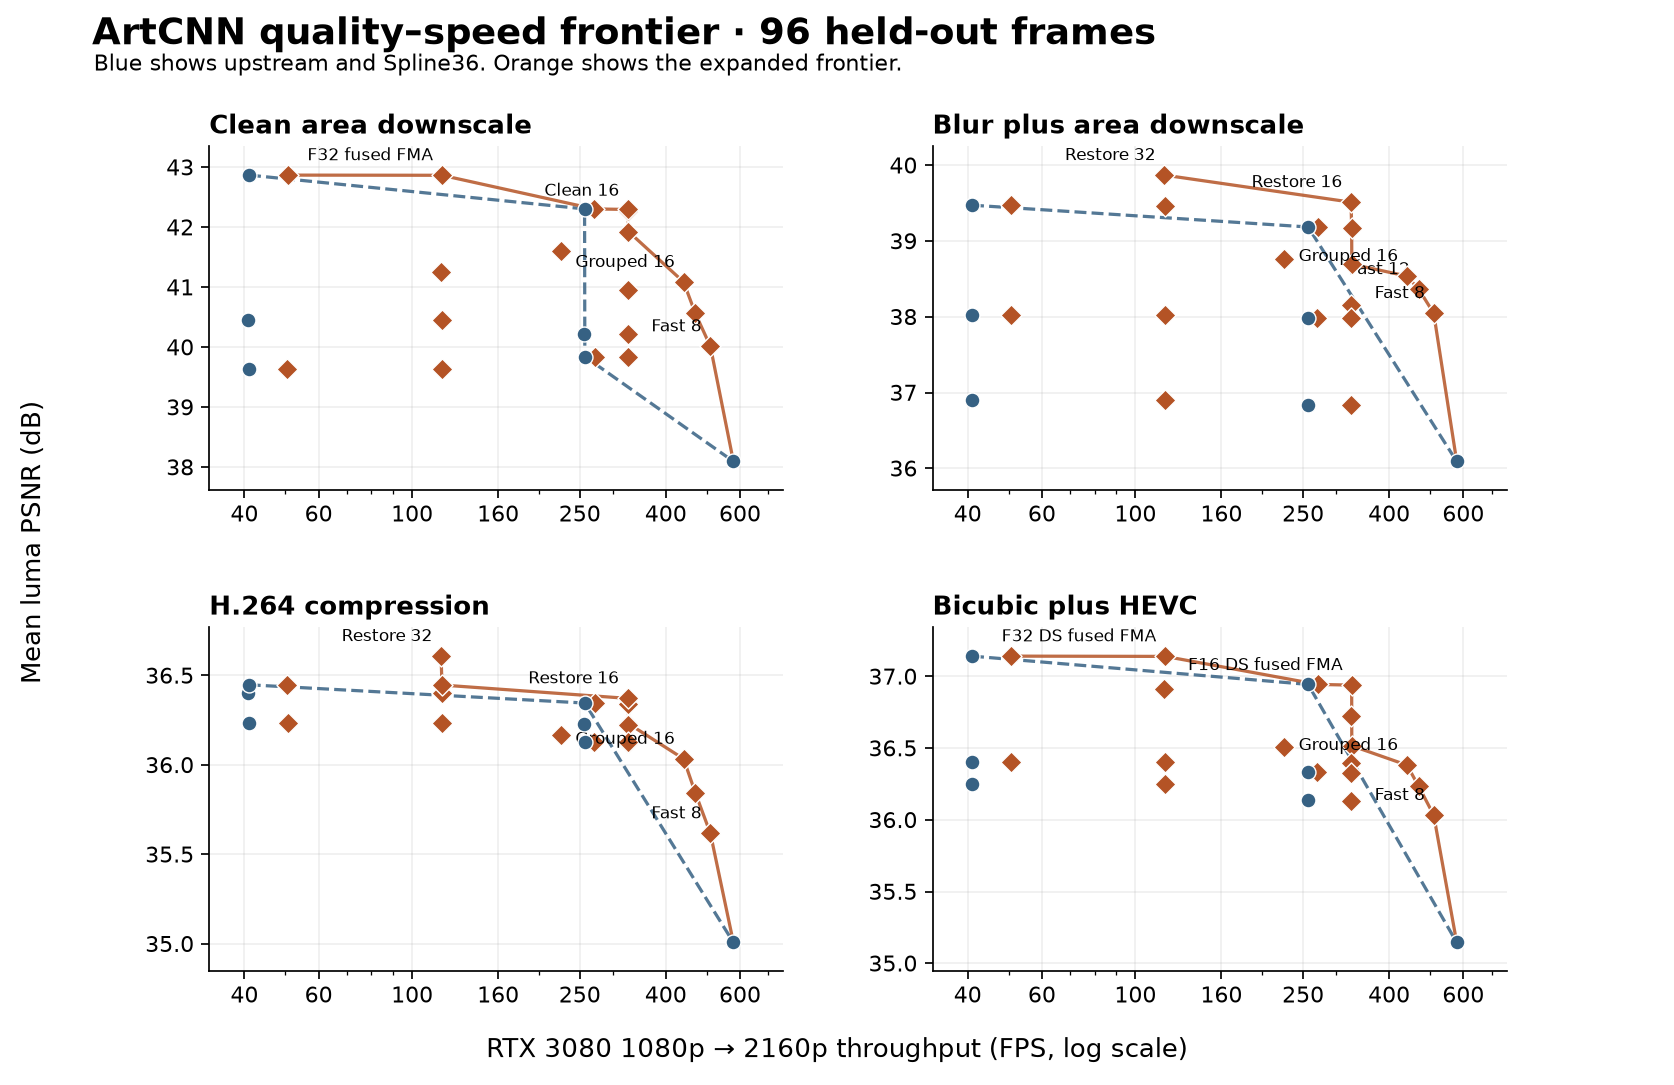 ArtCNN quality–speed frontier · 96 held-out frames
Blue shows upstream and Spline36. Orange shows the expanded frontier.
Mean luma PSNR (dB)
Clean area downscale
F32 fused FMA
Clean 16
Grouped 16
Fast 8
43
42
41
40
39
38
40 60 100 160 250 400 600
Blur plus area downscale
Restore 32
Restore 16
Grouped 16
Fast 8
40
39
38
37
36
40 60 100 160 250 400 600
H.264 compression
Restore 32
Restore 16
Grouped 16
Fast 8
36.5
36.0
35.5
35.0
40 60 100 160 250 400 600
Bicubic plus HEVC
F32 DS fused FMA
F16 DS fused FMA
Grouped 16
Fast 8
37.0
36.5
36.0
35.5
35.0
40 60 100 160 250 400 600
RTX 3080 1080p → 2160p throughput (FPS, log scale)